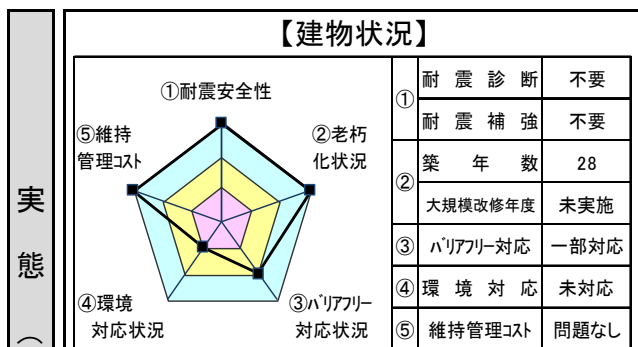 実態（
【建物状況】
①耐震安全性
②老朽
化状況
③バリアフリー
対応状況
④環境
対応状況
⑤維持
管理コスト
① 耐震診断 不要
耐震補強 不要
② 築年数 28
大規模改修年度 未実施
③ バリアフリー対応 一部対応
④ 環境対応 未対応
⑤ 維持管理コスト 問題なし